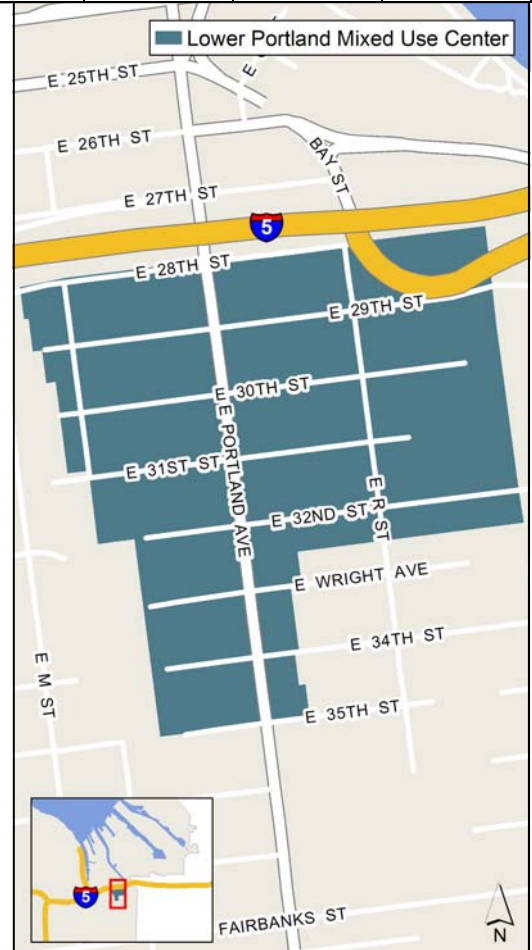 Lower Portland Mixed Use Center
E 25TH ST
E 26TH ST
BAY ST
E 27TH ST
5
E 28TH ST
E 29TH ST
E 30TH ST
E PORTLAND AVE
E 31ST ST
E R ST
E 32ND ST
E WRIGHT AVE
E 34TH ST
E M ST
E 35TH ST
5
FAIRBANKS ST
N